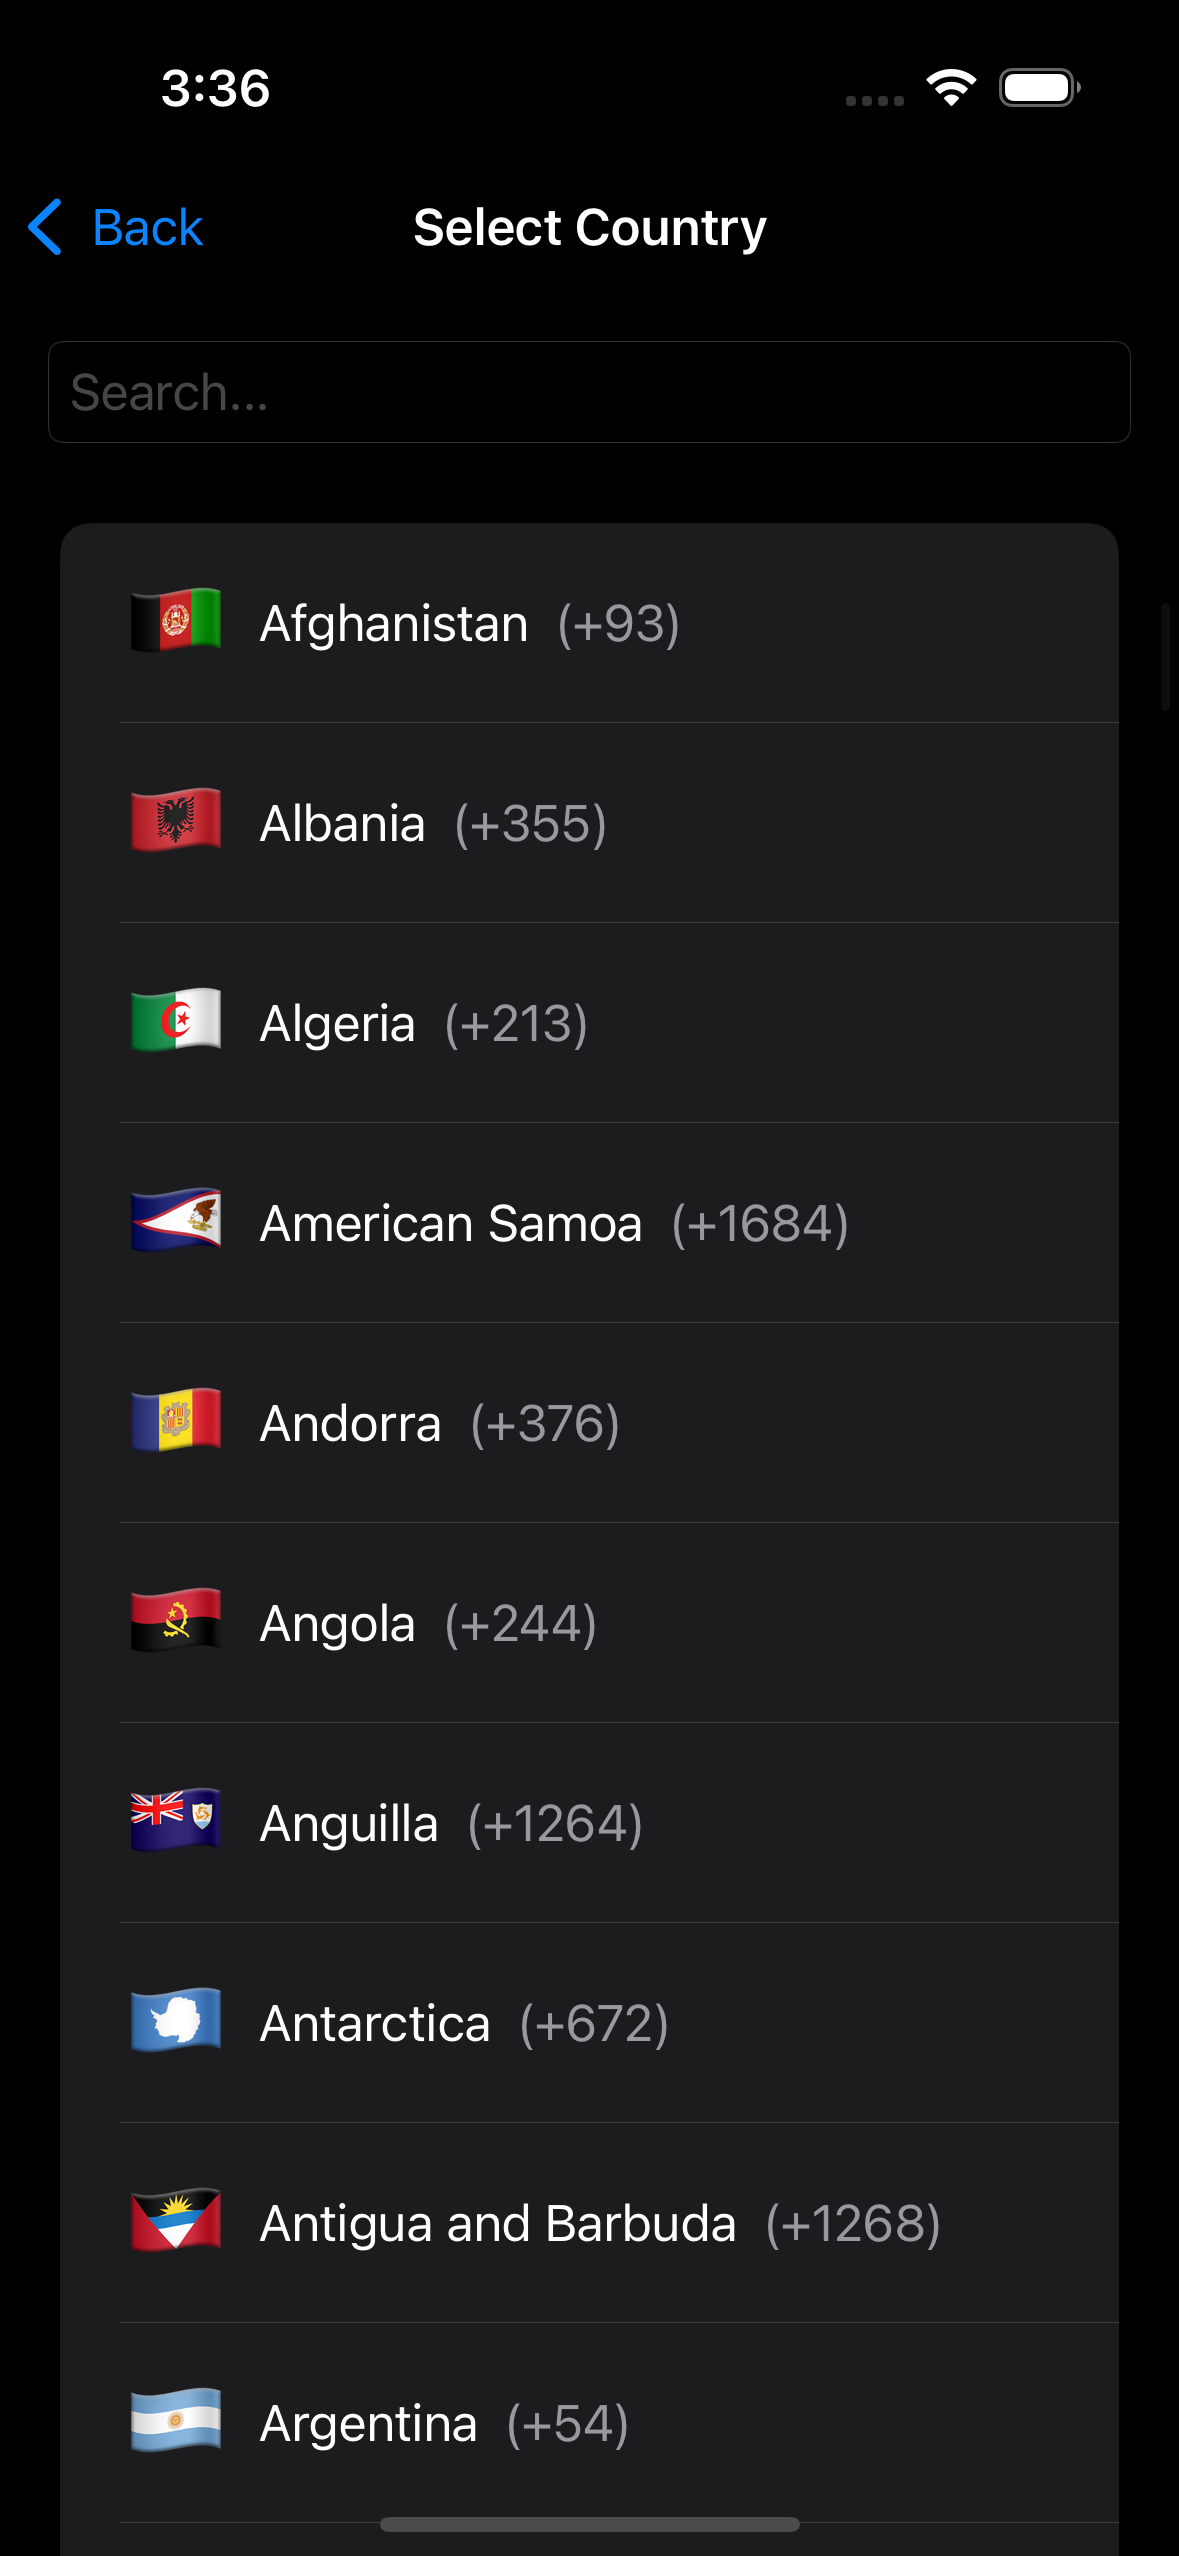 3:36
Back
Select Country
Search...
Afghanistan (+93)
Albania (+355)
Algeria (+213)
American Samoa (+1684)
Andorra (+376)
Angola (+244)
Anguilla (+1264)
Antarctica (+672)
Antigua and Barbuda (+1268)
Argentina (+54)